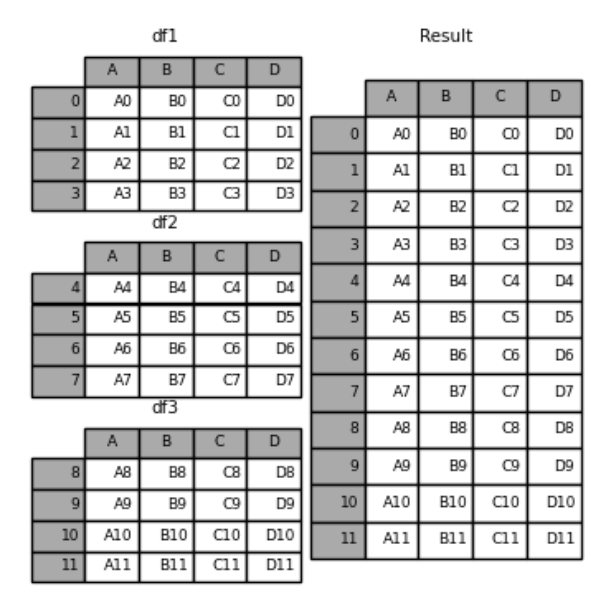 df1
A B C D
0 A0 B0 C0 D0
1 A1 B1 C1 D1
2 A2 B2 C2 D2
3 A3 B3 C3 D3
df2
A B C D
4 A4 B4 C4 D4
5 A5 B5 C5 D5
6 A6 B6 C6 D6
7 A7 B7 C7 D7
df3
A B C D
8 A8 B8 C8 D8
9 A9 B9 C9 D9
10 A10 B10 C10 D10
11 A11 B11 C11 D11
Result
A B C D
0 A0 B0 C0 D0
1 A1 B1 C1 D1
2 A2 B2 C2 D2
3 A3 B3 C3 D3
4 A4 B4 C4 D4
5 A5 B5 C5 D5
6 A6 B6 C6 D6
7 A7 B7 C7 D7
8 A8 B8 C8 D8
9 A9 B9 C9 D9
10 A10 B10 C10 D10
11 A11 B11 C11 D11